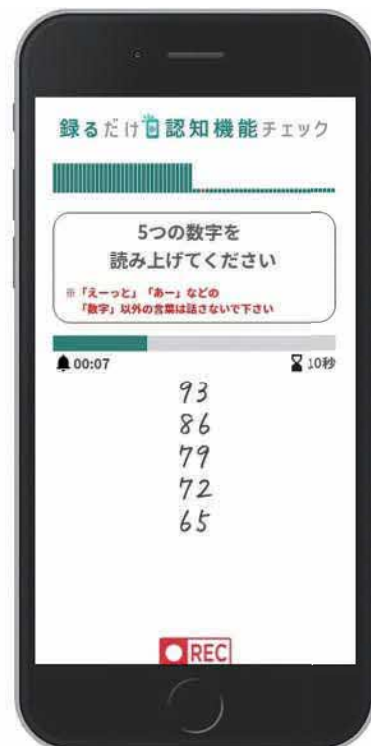 録るだけ認知機能チェック
5つの数字を
読み上げてください
※「えーっと」「あー」などの
「数字」以外の言葉は話さないで下さい
00:07 10秒
93
86
79
72
65
REC